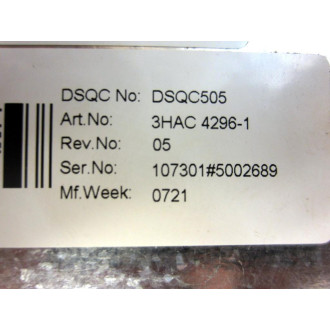 DSQC No: DSQC505
Art.No: 3HAC 4296-1
Rev.No: 05
Ser.No: 107301#5002689
Mf.Week: 0721